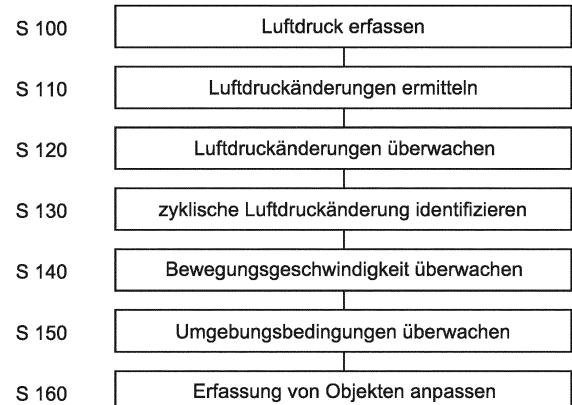 S 100 Luftdruck erfassen
S 110 Luftdruckänderungen ermitteln
S 120 Luftdruckänderungen überwachen
S 130 zyklische Luftdruckänderung identifizieren
S 140 Bewegungsgeschwindigkeit überwachen
S 150 Umgebungsbedingungen überwachen
S 160 Erfassung von Objekten anpassen